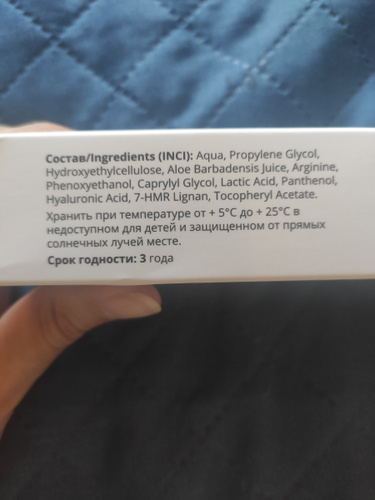 Состав/Ingredients (INCI): Aqua, Propylene Glycol,
Hydroxyethylcellulose, Aloe Barbadensis Juice, Arginine,
Phenoxyethanol, Caprylyl Glycol, Lactic Acid, Panthenol,
Hyaluronic Acid, 7-HMR Lignan, Tocopheryl Acetate.
Хранить при температуре от + 5°C до + 25°C в
недоступном для детей и защищенном от прямых
солнечных лучей месте.
Срок годности: 3 года